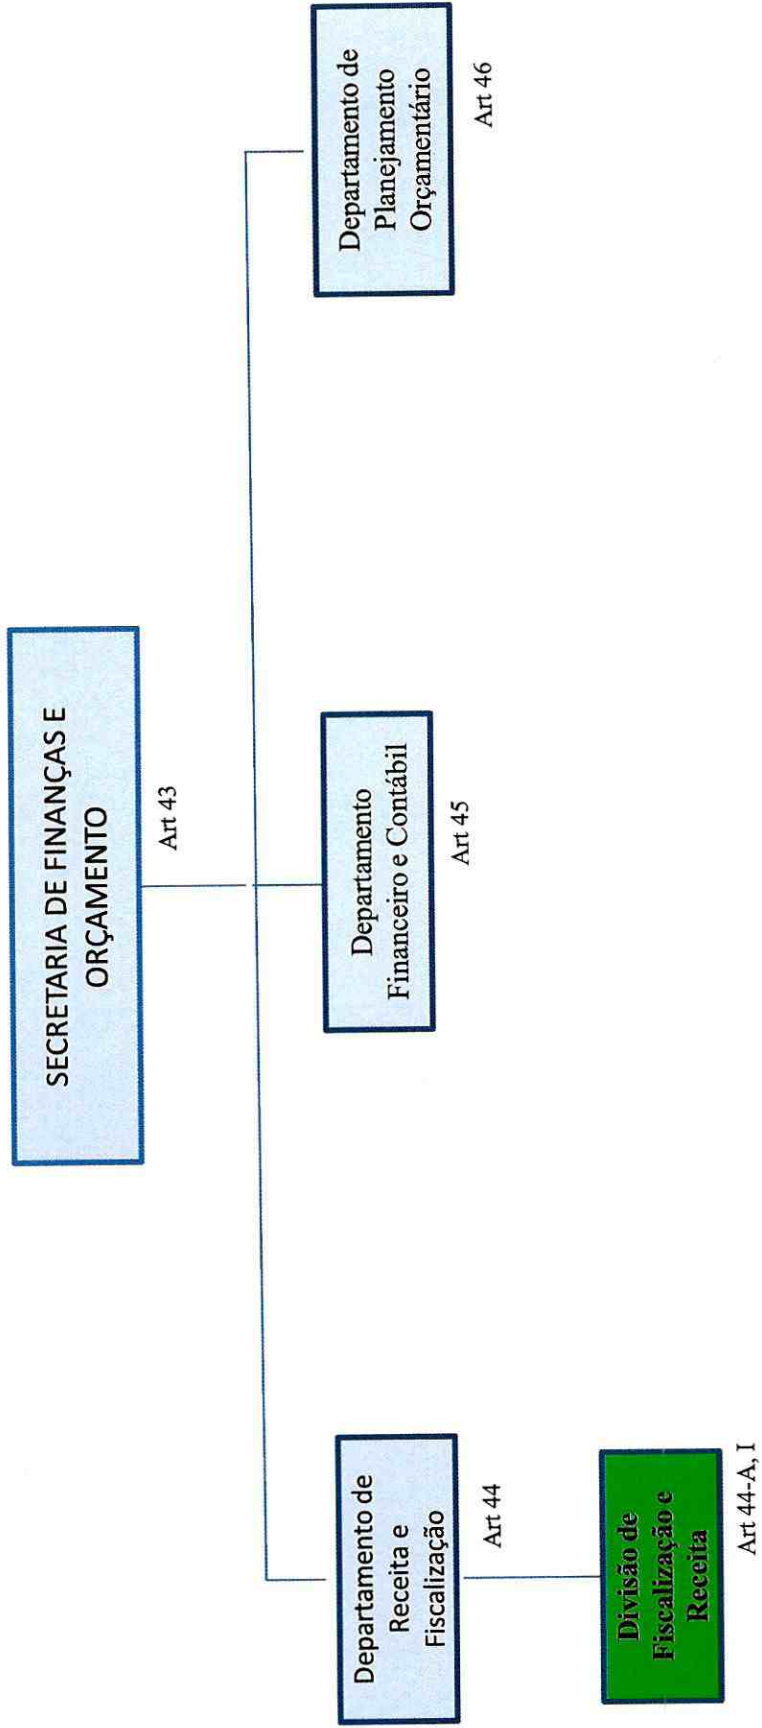 SECRETARIA DE FINANÇAS E
ORÇAMENTO
Art 43
Departamento de
Receita e
Fiscalização
Art 44
Divisão de
Fiscalização e
Receita
Art 44-A, I
Departamento
Financeiro e Contábil
Art 45
Departamento de
Planejamento
Orçamentário
Art 46